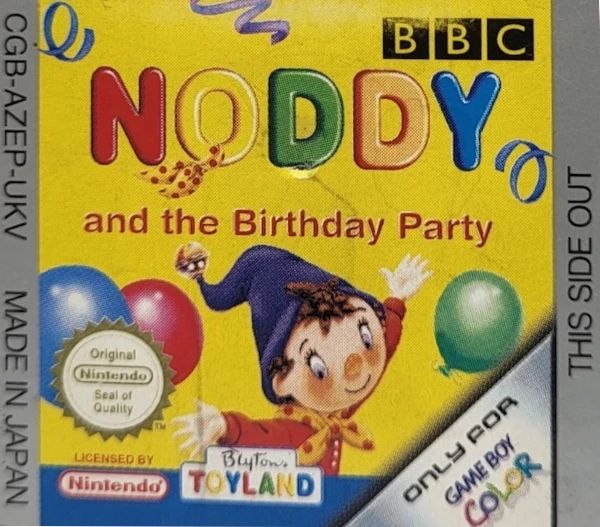 CGB-AZEP-UKV MADE IN JAPAN
BBC
NODDY
and the Birthday Party
Original
Nintendo
Seal of
Quality
TM
LICENSED BY
Nintendo
Blyton's
TOYLAND
ONLY FOR
GAME BOY
COLOR
THIS SIDE OUT